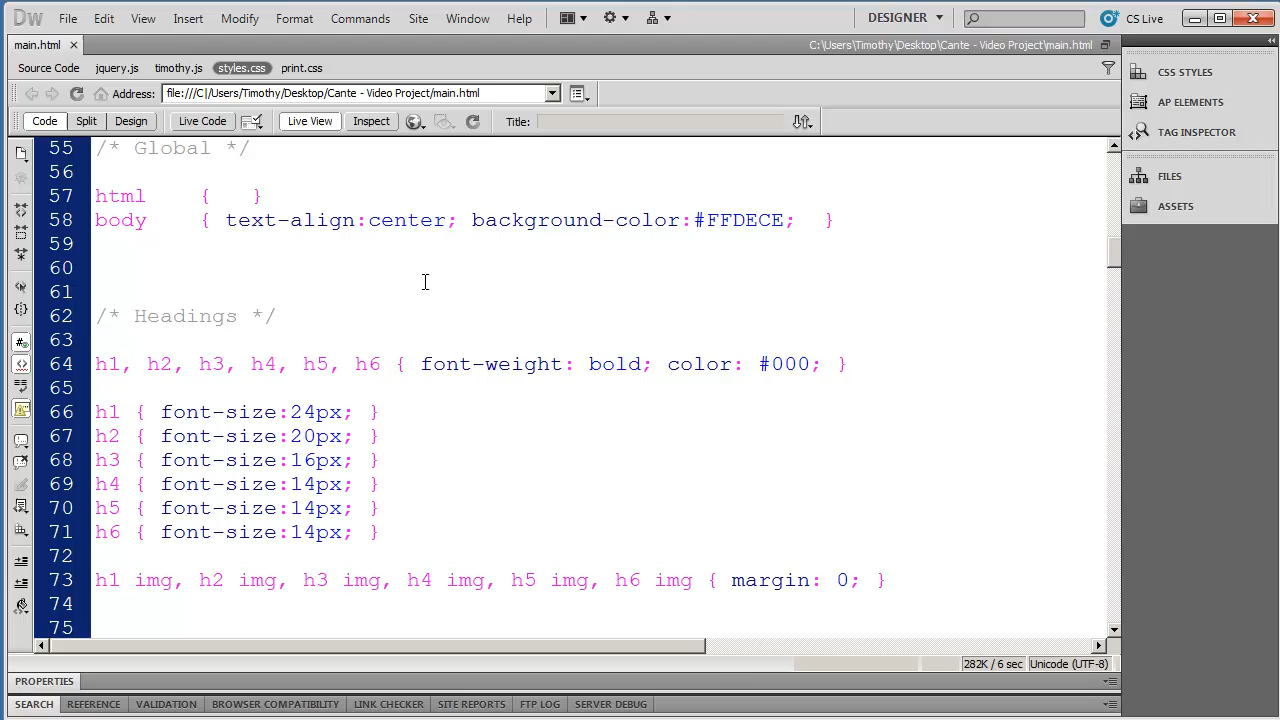 Dw File Edit View Insert Modify Format Commands Site Window Help DESIGNER CS Live
main.html C:\Users\Timothy\Desktop\Cante - Video Project\main.html
Source Code jquery.js timothy.js styles.css print.css
Address: file:///C|/Users/Timothy/Desktop/Cante - Video Project/main.html
Code Split Design Live Code Live View Inspect Title:
55 /* Global */
56
57 html { }
58 body { text-align:center; background-color:#FFDECE; }
59
60
61
62 /* Headings */
63
64 h1, h2, h3, h4, h5, h6 { font-weight: bold; color: #000; }
65
66 h1 { font-size:24px; }
67 h2 { font-size:20px; }
68 h3 { font-size:16px; }
69 h4 { font-size:14px; }
70 h5 { font-size:14px; }
71 h6 { font-size:14px; }
72
73 h1 img, h2 img, h3 img, h4 img, h5 img, h6 img { margin: 0; }
74
75
282K / 6 sec Unicode (UTF-8)
PROPERTIES
SEARCH REFERENCE VALIDATION BROWSER COMPATIBILITY LINK CHECKER SITE REPORTS FTP LOG SERVER DEBUG
CSS STYLES
AP ELEMENTS
TAG INSPECTOR
FILES
ASSETS